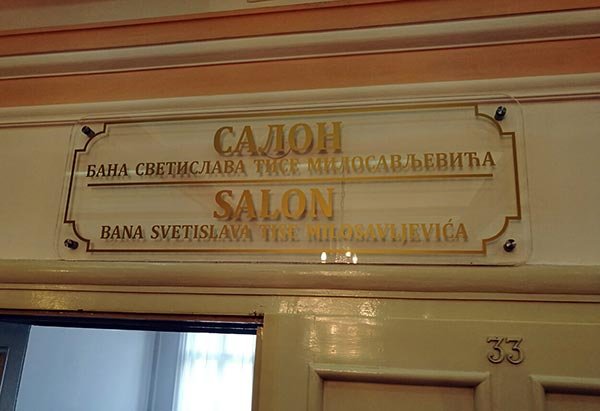 САЛОН
БАНА СВЕТИСЛАВА ТИСЕ МИЛОСАВЉЕВИЋА
SALON
BANA SVETISLAVA TISE MILOSAVLJEVIĆA
33